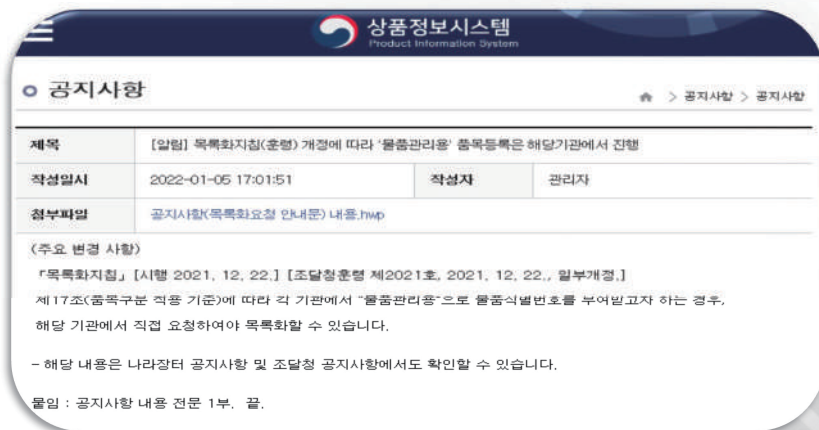 상품정보시스템
Product Information System
공지사항
> 공지사항 > 공지사항
제목 [알림] 목록화지침(훈령) 개정에 따라 '물품관리용' 품목등록은 해당기관에서 진행
작성일시 2022-01-05 17:01:51 작성자 관리자
첨부파일 공지사항(목록화요청 안내문) 내용.hwp
(주요 변경 사항)
「목록화지침」 [시행 2021. 12. 22.] [조달청훈령 제2021호, 2021. 12. 22., 일부개정.]
제17조(품목구분 적용 기준)에 따라 각 기관에서 "물품관리용"으로 물품식별번호를 부여받고자 하는 경우,
해당 기관에서 직접 요청하여야 목록화할 수 있습니다.
- 해당 내용은 나라장터 공지사항 및 조달청 공지사항에서도 확인할 수 있습니다.
붙임 : 공지사항 내용 전문 1부. 끝.